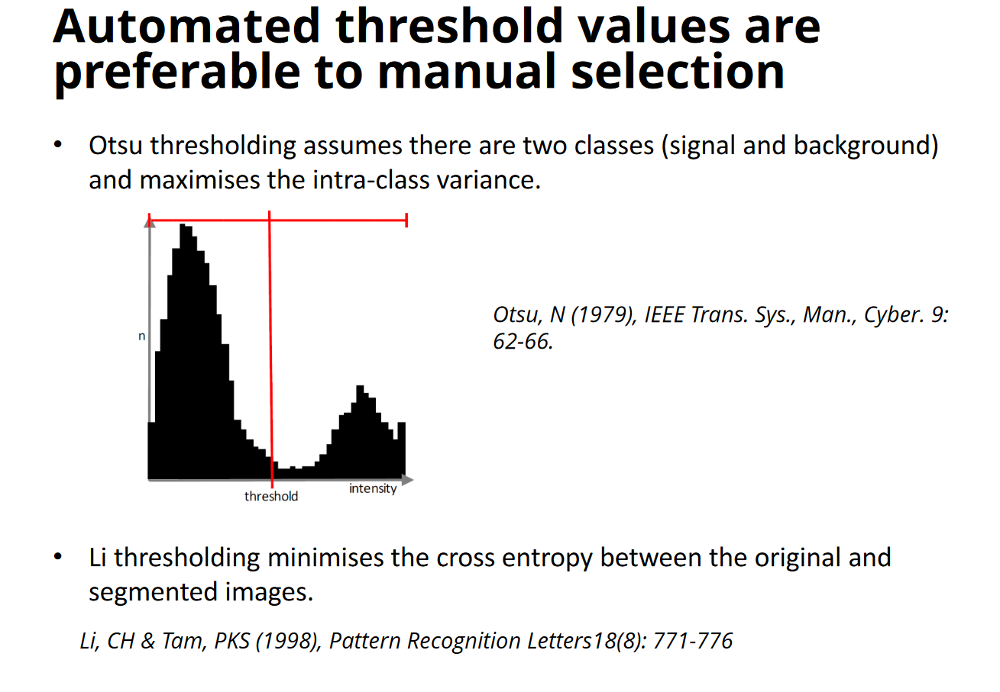 Automated threshold values are
preferable to manual selection
• Otsu thresholding assumes there are two classes (signal and background)
and maximises the intra-class variance.
n
threshold
intensity
Otsu, N (1979), IEEE Trans. Sys., Man., Cyber. 9:
62-66.
• Li thresholding minimises the cross entropy between the original and
segmented images.
Li, CH & Tam, PKS (1998), Pattern Recognition Letters18(8): 771-776